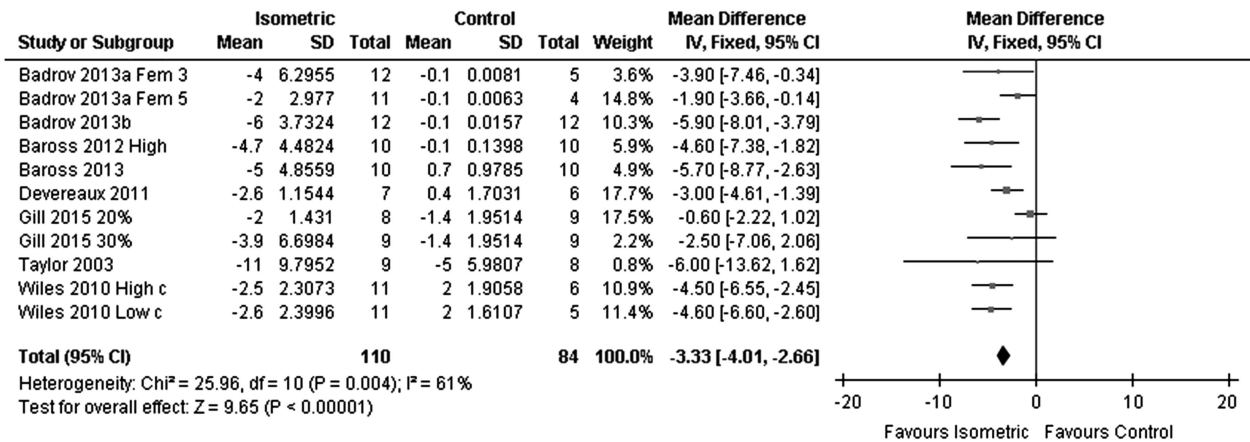 Isometric Control Mean Difference Mean Difference
Study or Subgroup Mean SD Total Mean SD Total Weight IV, Fixed, 95% CI IV, Fixed, 95% CI
Badrov 2013a Fem 3 -4 6.2955 12 -0.1 0.0081 5 3.6% -3.90 [-7.46, -0.34]
Badrov 2013a Fem 5 -2 2.977 11 -0.1 0.0063 4 14.8% -1.90 [-3.66, -0.14]
Badrov 2013b -6 3.7324 12 -0.1 0.0157 12 10.3% -5.90 [-8.01, -3.79]
Baross 2012 High -4.7 4.4824 10 -0.1 0.1398 10 5.9% -4.60 [-7.38, -1.82]
Baross 2013 -5 4.8559 10 0.7 0.9785 10 4.9% -5.70 [-8.77, -2.63]
Devereaux 2011 -2.6 1.1544 7 0.4 1.7031 6 17.7% -3.00 [-4.61, -1.39]
Gill 2015 20% -2 1.431 8 -1.4 1.9514 9 17.5% -0.60 [-2.22, 1.02]
Gill 2015 30% -3.9 6.6984 9 -1.4 1.9514 9 2.2% -2.50 [-7.06, 2.06]
Taylor 2003 -11 9.7952 9 -5 5.9807 8 0.8% -6.00 [-13.62, 1.62]
Wiles 2010 High c -2.5 2.3073 11 2 1.9058 6 10.9% -4.50 [-6.55, -2.45]
Wiles 2010 Low c -2.6 2.3996 11 2 1.6107 5 11.4% -4.60 [-6.60, -2.60]
Total (95% CI) 110 84 100.0% -3.33 [-4.01, -2.66]
Heterogeneity: Chi² = 25.96, df = 10 (P = 0.004); I² = 61%
Test for overall effect: Z = 9.65 (P < 0.00001)
-20 -10 0 10 20
Favours Isometric Favours Control